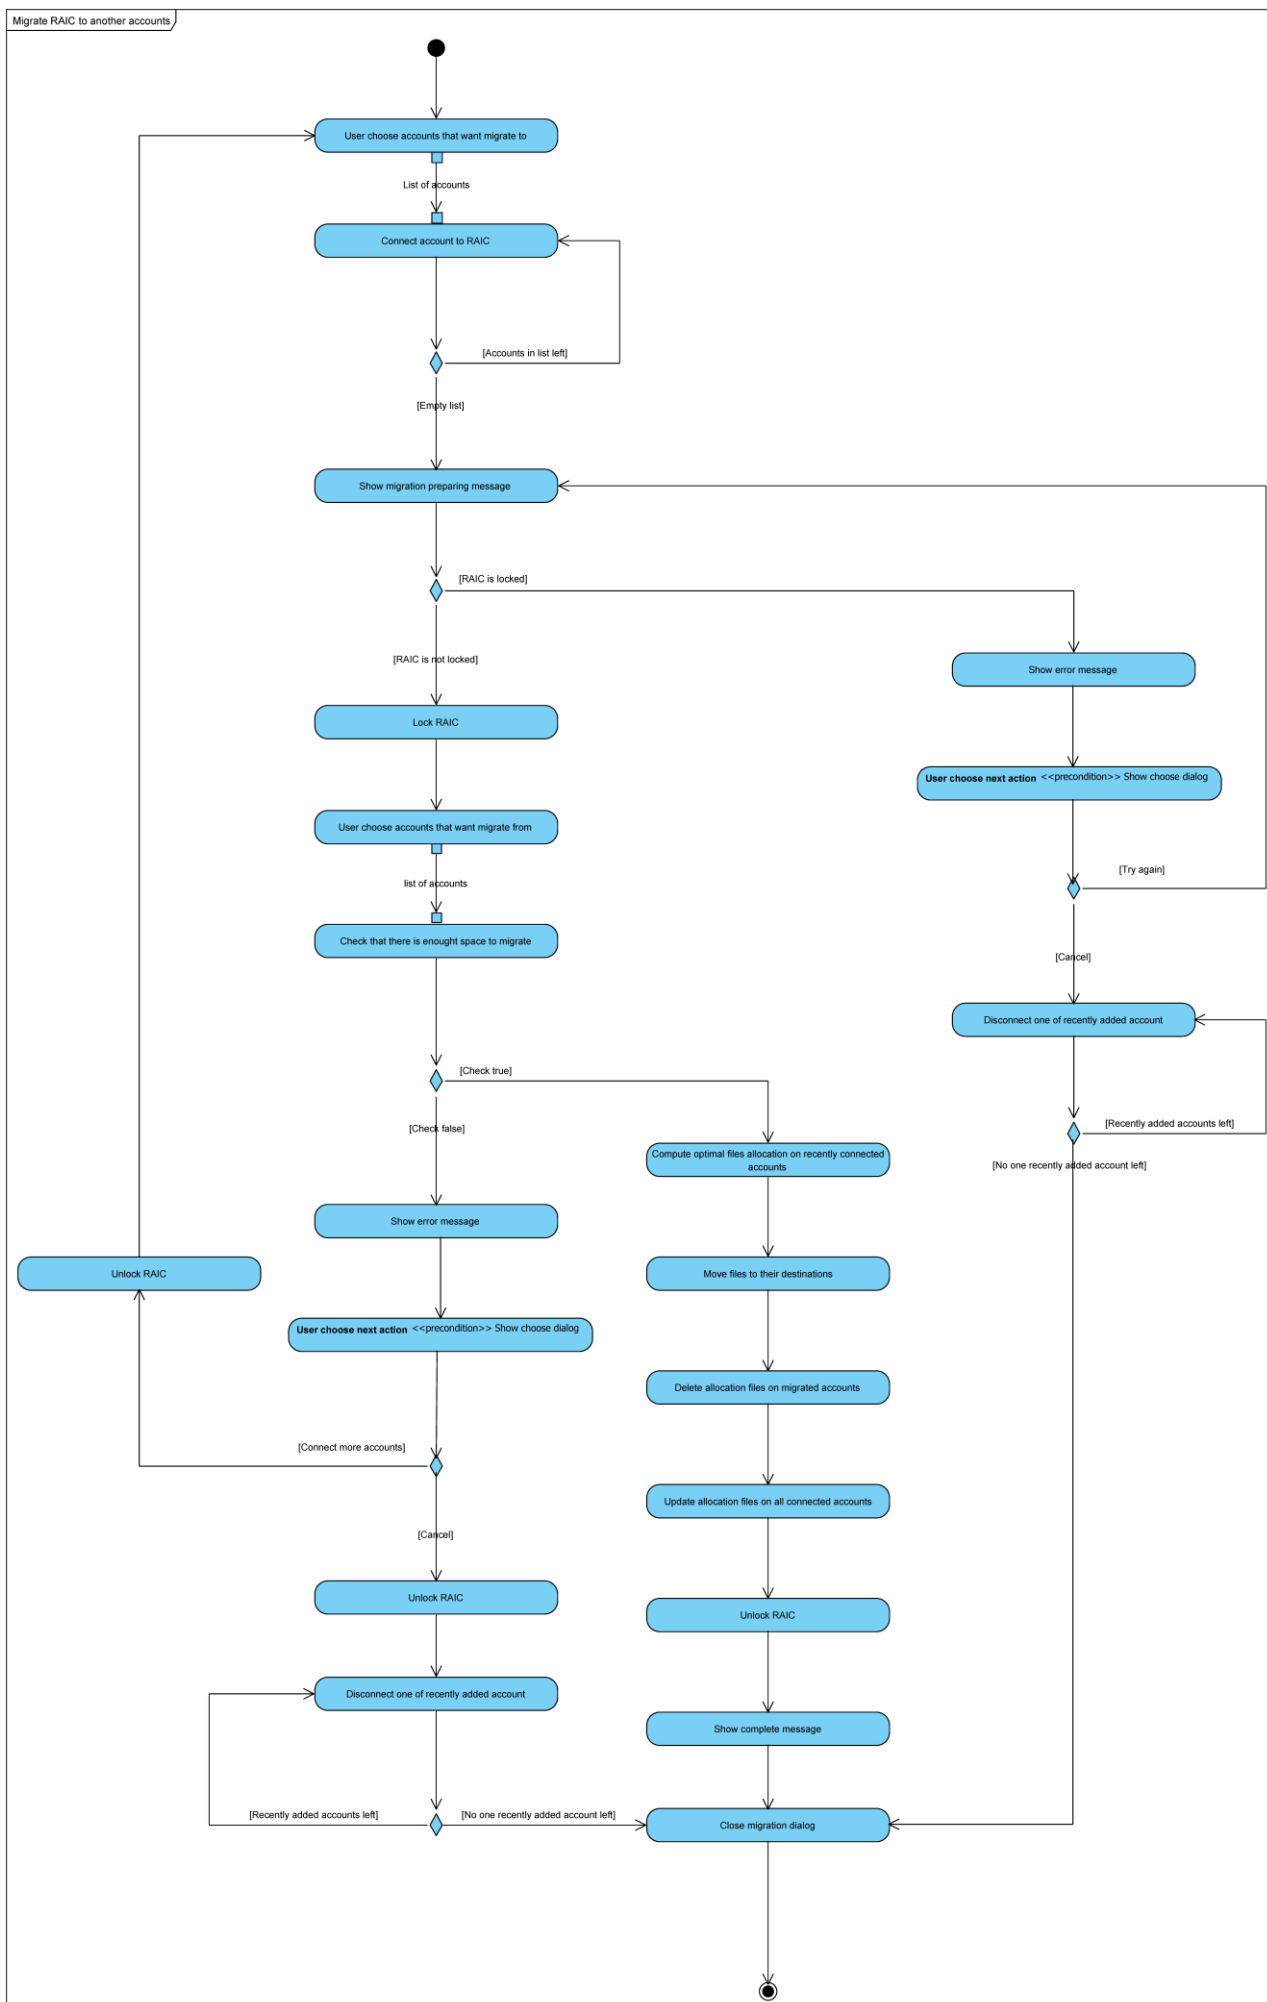 Migrate RAIC to another accounts
User choose accounts that want migrate to
List of accounts
Connect account to RAIC
[Accounts in list left]
[Empty list]
Show migration preparing message
[RAIC is locked]
[RAIC is not locked]
Show error message
Lock RAIC
User choose next action <<precondition>> Show choose dialog
User choose accounts that want migrate from
[Try again]
list of accounts
Check that there is enought space to migrate
[Cancel]
Disconnect one of recently added account
[Check true]
[Check false]
[Recently added accounts left]
Compute optimal files allocation on recently connected
accounts
[No one recently added account left]
Show error message
Unlock RAIC
Move files to their destinations
User choose next action <<precondition>> Show choose dialog
Delete allocation files on migrated accounts
[Connect more accounts]
Update allocation files on all connected accounts
[Cancel]
Unlock RAIC
Unlock RAIC
Disconnect one of recently added account
Show complete message
[Recently added accounts left]
[No one recently added account left]
Close migration dialog